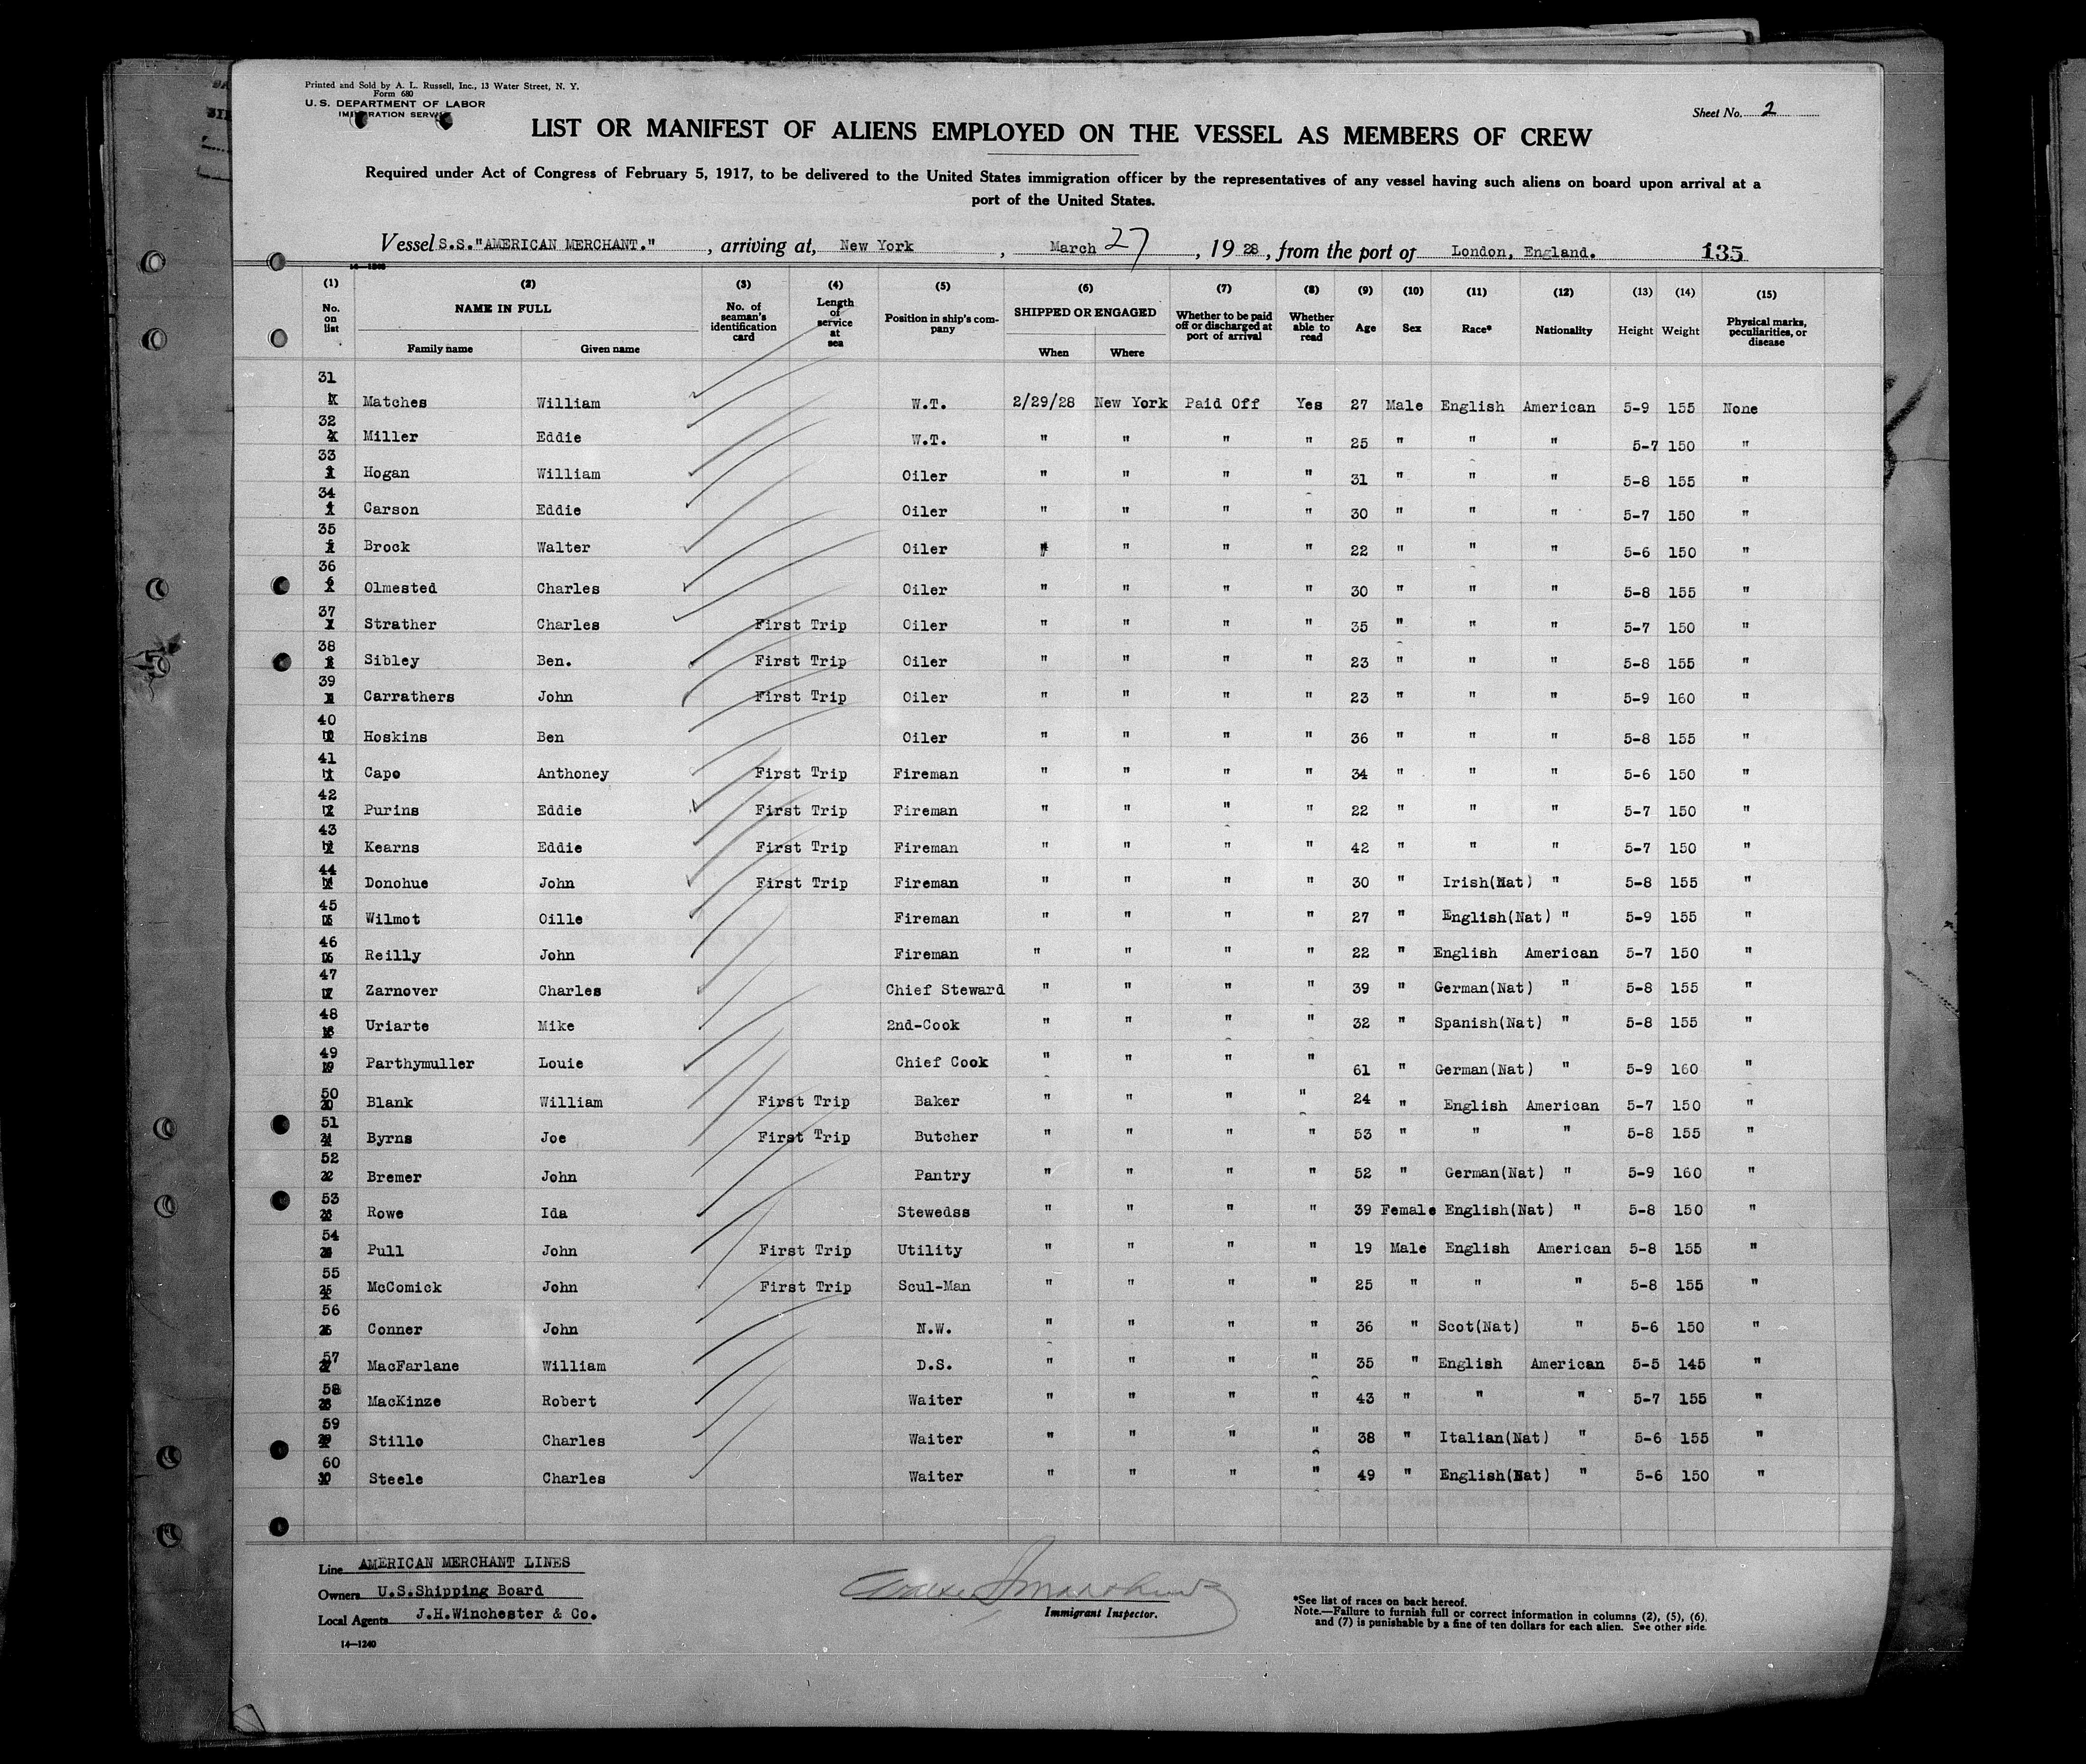 Printed and Sold by A. L. Russell, Inc., 13 Water Street, N. Y.
Form 680
U. S. DEPARTMENT OF LABOR
IMMIGRATION SERVICE
Sheet No. 2
LIST OR MANIFEST OF ALIENS EMPLOYED ON THE VESSEL AS MEMBERS OF CREW
Required under Act of Congress of February 5, 1917, to be delivered to the United States immigration officer by the representatives of any vessel having such aliens on board upon arrival at a
port of the United States.
Vessel S.S."AMERICAN MERCHANT." , arriving at, New York , March 27 , 19 28 , from the port of London, England. 135
14—1240
(1) No. on list (2) NAME IN FULL Family name Given name (3) No. of seaman's identification card (4) Length of service at sea (5) Position in ship's company (6) SHIPPED OR ENGAGED When Where (7) Whether to be paid off or discharged at port of arrival (8) Whether able to read (9) Age (10) Sex (11) Race* (12) Nationality (13) Height (14) Weight (15) Physical marks, peculiarities, or disease
31 Matches William W.T. 2/29/28 New York Paid Off Yes 27 Male English American 5-9 155 None
32 Miller Eddie W.T. " " " " 25 " " " 5-7 150 "
33 Hogan William Oiler " " " " 31 " " " 5-8 155 "
34 Carson Eddie Oiler " " " " 30 " " " 5-7 150 "
35 Brock Walter Oiler " " " " 22 " " " 5-6 150 "
36 Olmested Charles Oiler " " " " 30 " " " 5-8 155 "
37 Strather Charles First Trip Oiler " " " " 35 " " " 5-7 150 "
38 Sibley Ben. First Trip Oiler " " " " 23 " " " 5-8 155 "
39 Carrathers John First Trip Oiler " " " " 23 " " " 5-9 160 "
40 Hoskins Ben Oiler " " " " 36 " " " 5-8 155 "
41 Capo Anthoney First Trip Fireman " " " " 34 " " " 5-6 150 "
42 Purins Eddie First Trip Fireman " " " " 22 " " " 5-7 150 "
43 Kearns Eddie First Trip Fireman " " " " 42 " " " 5-7 150 "
44 Donohue John First Trip Fireman " " " " 30 " Irish(Nat) " 5-8 155 "
45 Wilmot Oille Fireman " " " " 27 " English(Nat) " 5-9 155 "
46 Reilly John Fireman " " " " 22 " English American 5-7 150 "
47 Zarnover Charles Chief Steward " " " " 39 " German(Nat) " 5-8 155 "
48 Uriarte Mike 2nd-Cook " " " " 32 " Spanish(Nat) " 5-8 155 "
49 Parthymuller Louie Chief Cook " " " " 61 " German(Nat) " 5-9 160 "
50 Blank William First Trip Baker " " " " 24 " English American 5-7 150 "
51 Byrns Joe First Trip Butcher " " " " 53 " " " 5-8 155 "
52 Bremer John Pantry " " " " 52 " German(Nat) " 5-9 160 "
53 Rowe Ida Stewedss " " " " 39 Female English(Nat) " 5-8 150 "
54 Pull John First Trip Utility " " " " 19 Male English American 5-8 155 "
55 McComick John First Trip Scul-Man " " " " 25 " " " 5-8 155 "
56 Conner John N.W. " " " " 36 " Scot(Nat) " 5-6 150 "
57 MacFarlane William D.S. " " " " 35 " English American 5-5 145 "
58 MacKinze Robert Waiter " " " " 43 " " " 5-7 155 "
59 Stillo Charles Waiter " " " " 38 " Italian(Nat) " 5-6 155 "
60 Steele Charles Waiter " " " " 49 " English(Nat) " 5-6 150 "
Line AMERICAN MERCHANT LINES
Owners U.S.Shipping Board
Local Agents J.H.Winchester & Co.
14—1240
Immigrant Inspector.
*See list of races on back hereof.
Note.—Failure to furnish full or correct information in columns (2), (5), (6),
and (7) is punishable by a fine of ten dollars for each alien. See other side.